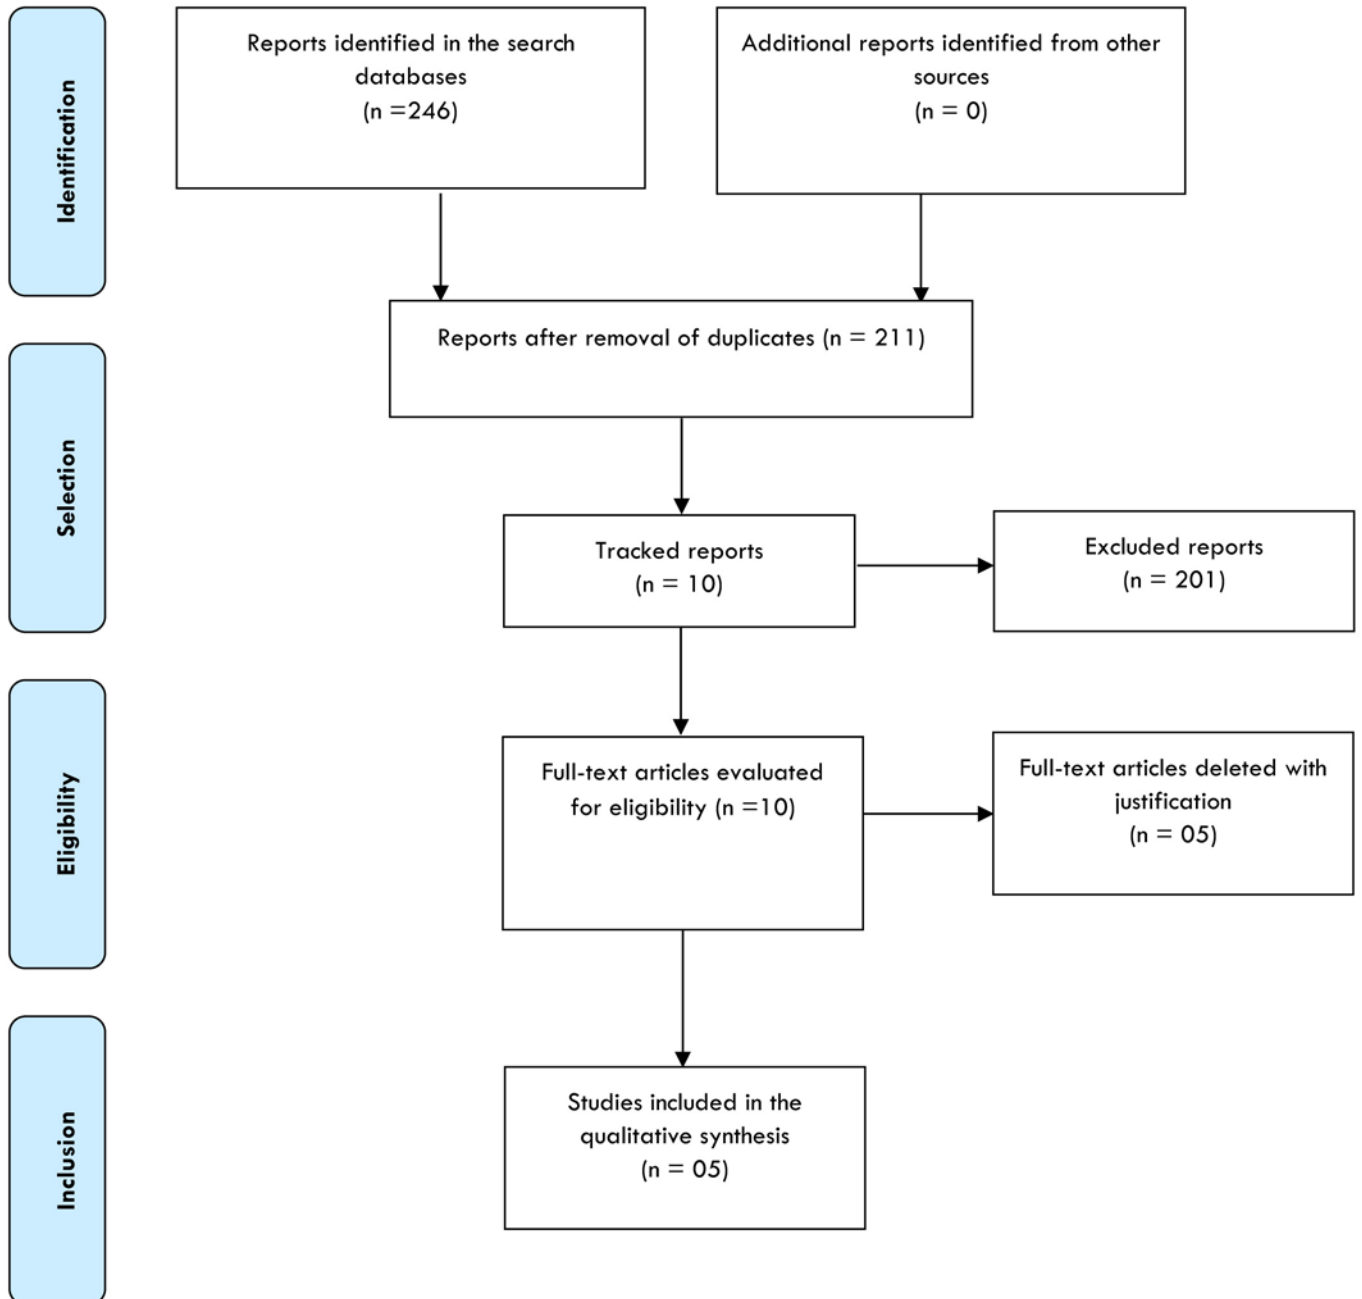 Identification
Reports identified in the search
databases
(n =246)
Additional reports identified from other
sources
(n = 0)
Reports after removal of duplicates (n = 211)
Selection
Tracked reports
(n = 10)
Excluded reports
(n = 201)
Eligibility
Full-text articles evaluated
for eligibility (n =10)
Full-text articles deleted with
justification
(n = 05)
Inclusion
Studies included in the
qualitative synthesis
(n = 05)